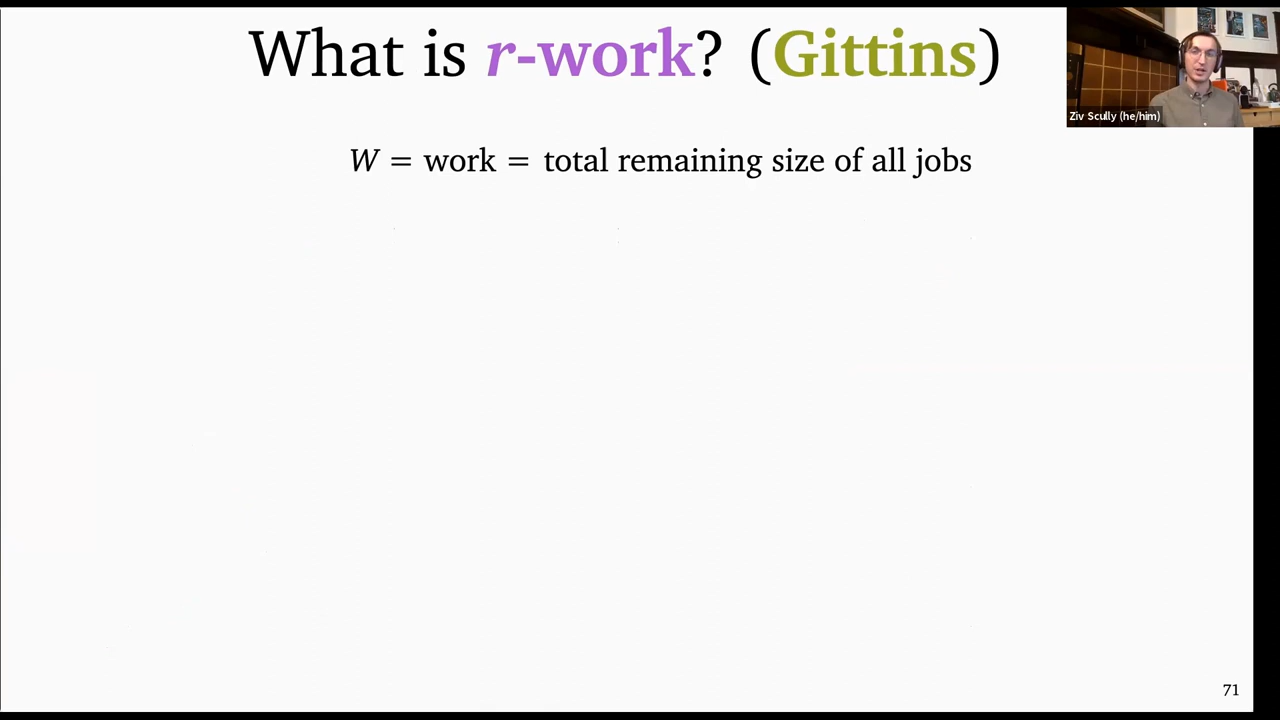 What is r-work? (Gittins)
Ziv Scully (he/him)
W = work = total remaining size of all jobs
71